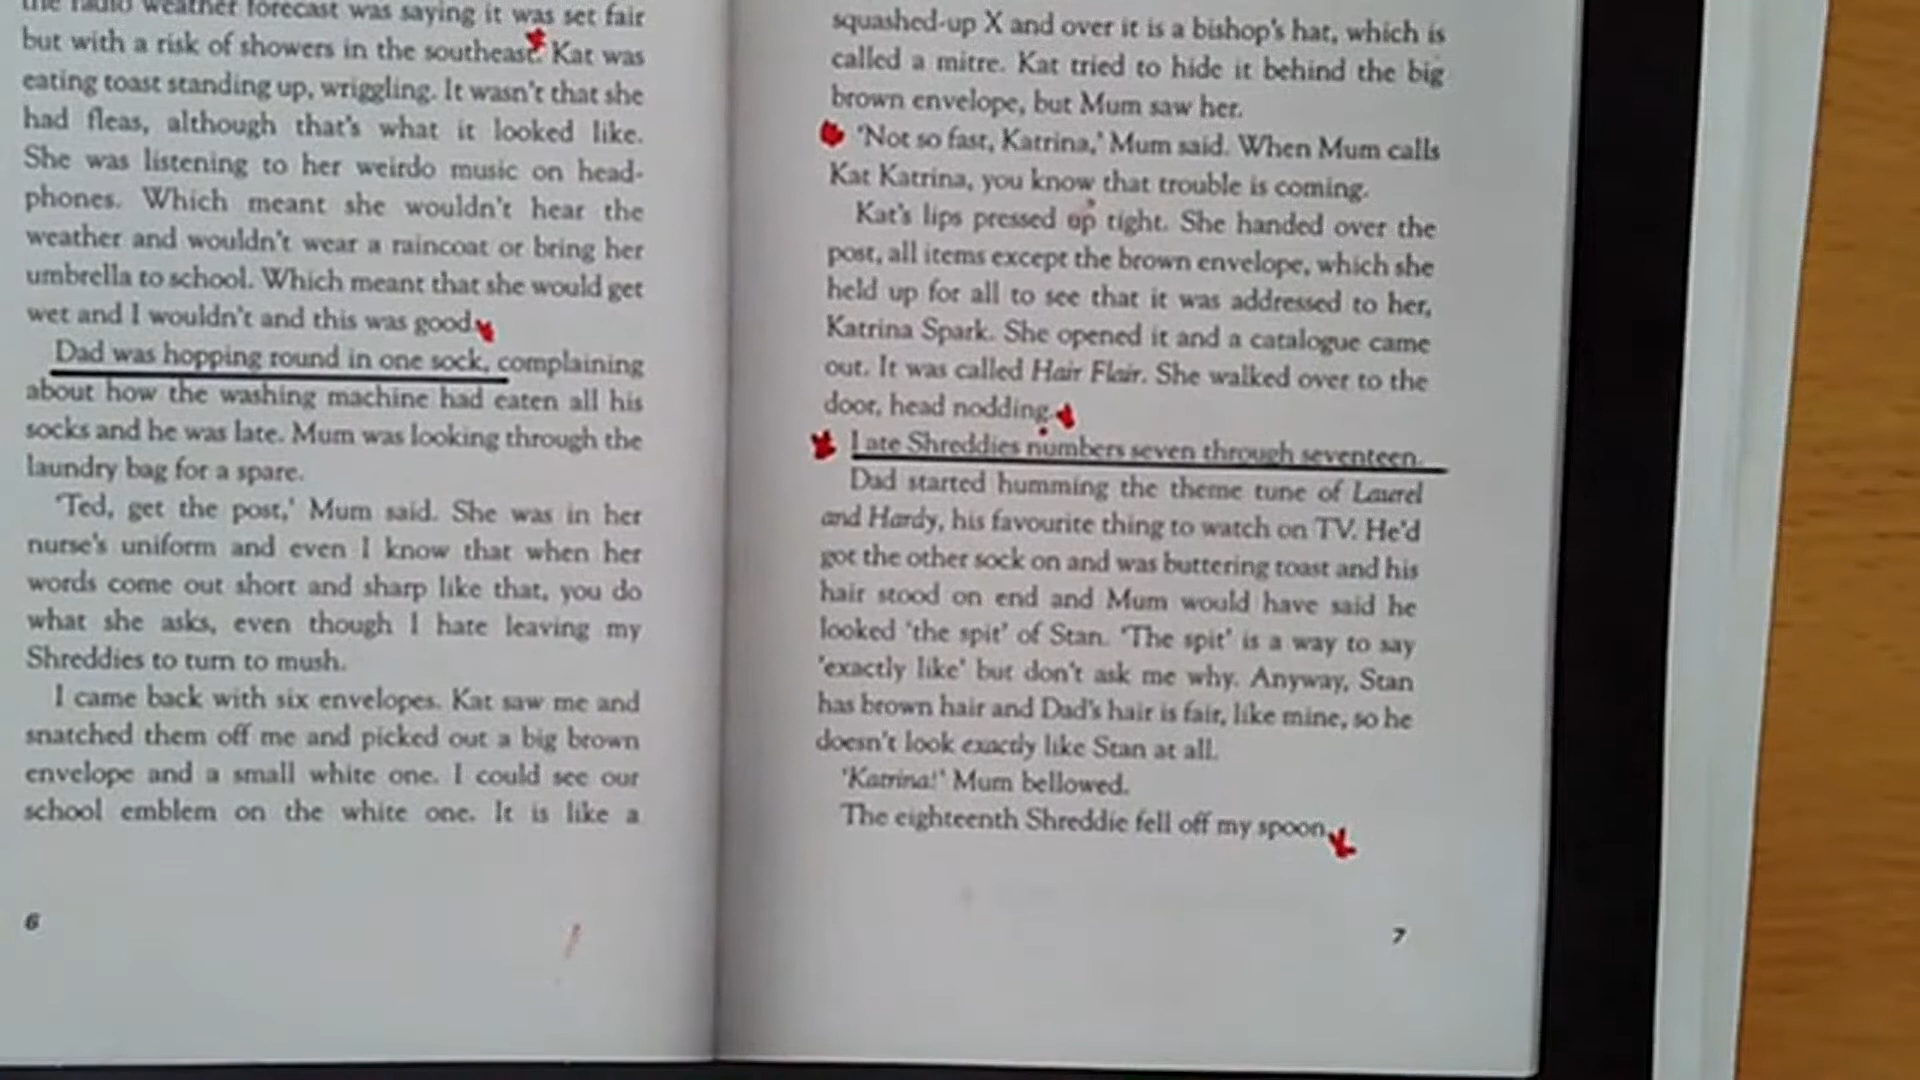 the radio weather forecast was saying it was set fair
but with a risk of showers in the southeast. Kat was
eating toast standing up, wriggling. It wasn't that she
had fleas, although that's what it looked like.
She was listening to her weirdo music on head-
phones. Which meant she wouldn't hear the
weather and wouldn't wear a raincoat or bring her
umbrella to school. Which meant that she would get
wet and I wouldn't and this was good.
Dad was hopping round in one sock, complaining
about how the washing machine had eaten all his
socks and he was late. Mum was looking through the
laundry bag for a spare.
'Ted, get the post,' Mum said. She was in her
nurse's uniform and even I know that when her
words come out short and sharp like that, you do
what she asks, even though I hate leaving my
Shreddies to turn to mush.
I came back with six envelopes. Kat saw me and
snatched them off me and picked out a big brown
envelope and a small white one. I could see our
school emblem on the white one. It is like a
6
squashed-up X and over it is a bishop's hat, which is
called a mitre. Kat tried to hide it behind the big
brown envelope, but Mum saw her.
'Not so fast, Katrina,' Mum said. When Mum calls
Kat Katrina, you know that trouble is coming.
Kat's lips pressed up tight. She handed over the
post, all items except the brown envelope, which she
held up for all to see that it was addressed to her,
Katrina Spark. She opened it and a catalogue came
out. It was called Hair Flair. She walked over to the
door, head nodding.
I ate Shreddies numbers seven through seventeen.
Dad started humming the theme tune of Laurel
and Hardy, his favourite thing to watch on TV. He'd
got the other sock on and was buttering toast and his
hair stood on end and Mum would have said he
looked 'the spit' of Stan. 'The spit' is a way to say
'exactly like' but don't ask me why. Anyway, Stan
has brown hair and Dad's hair is fair, like mine, so he
doesn't look exactly like Stan at all.
'Katrina!' Mum bellowed.
The eighteenth Shreddie fell off my spoon.
7